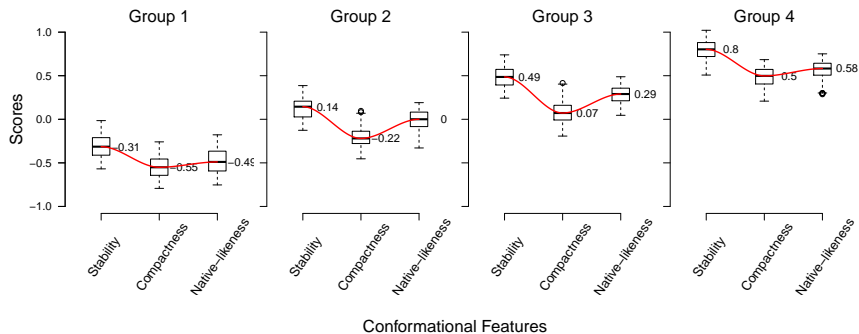 Group 1
Group 2
Group 3
Group 4
Scores
1.0
0.5
0.0
−0.5
−1.0
−0.31
−0.55
−0.49
0.14
−0.22
0
0.49
0.07
0.29
0.8
0.5
0.58
Stability
Compactness
Native−likeness
Stability
Compactness
Native−likeness
Stability
Compactness
Native−likeness
Stability
Compactness
Native−likeness
Conformational Features